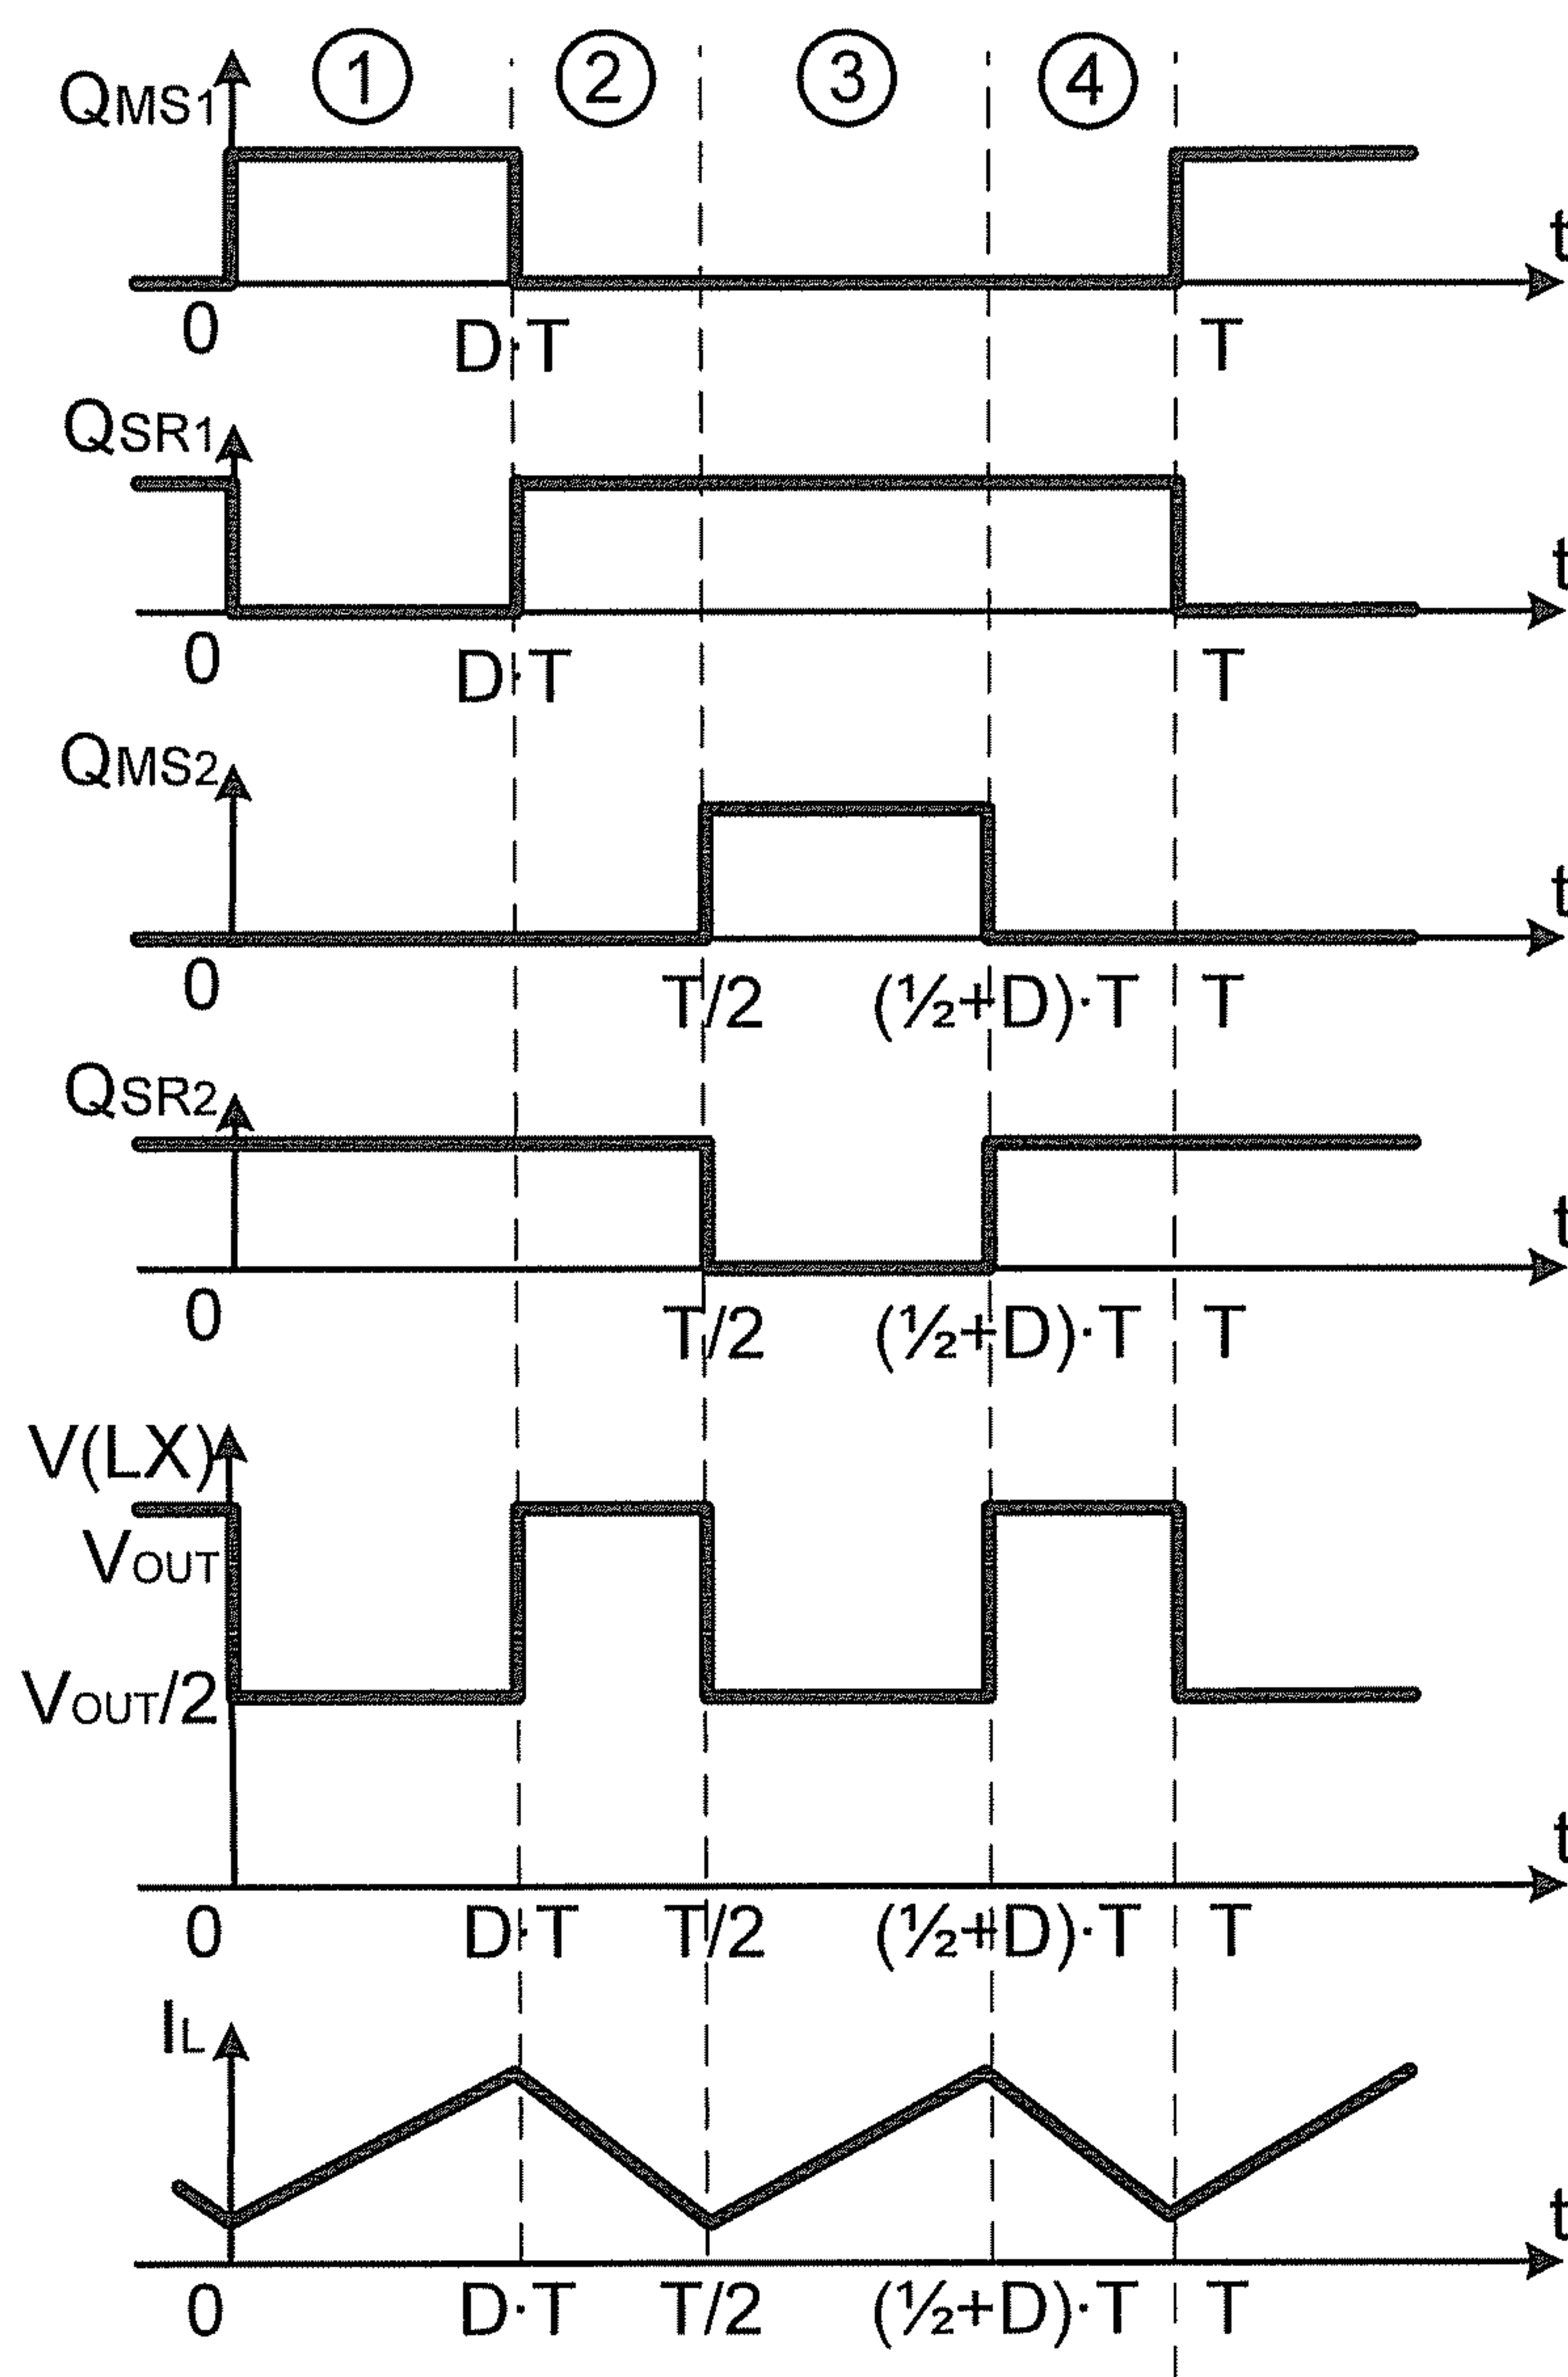 ① ② ③ ④
QMS1
t
0 D·T T
QSR1
t
0 D·T T
QMS2
t
0 T/2 (½+D)·T T
QSR2
t
0 T/2 (½+D)·T T
V(LX)
VOUT
VOUT/2
t
0 D·T T/2 (½+D)·T T
IL
t
0 D·T T/2 (½+D)·T T